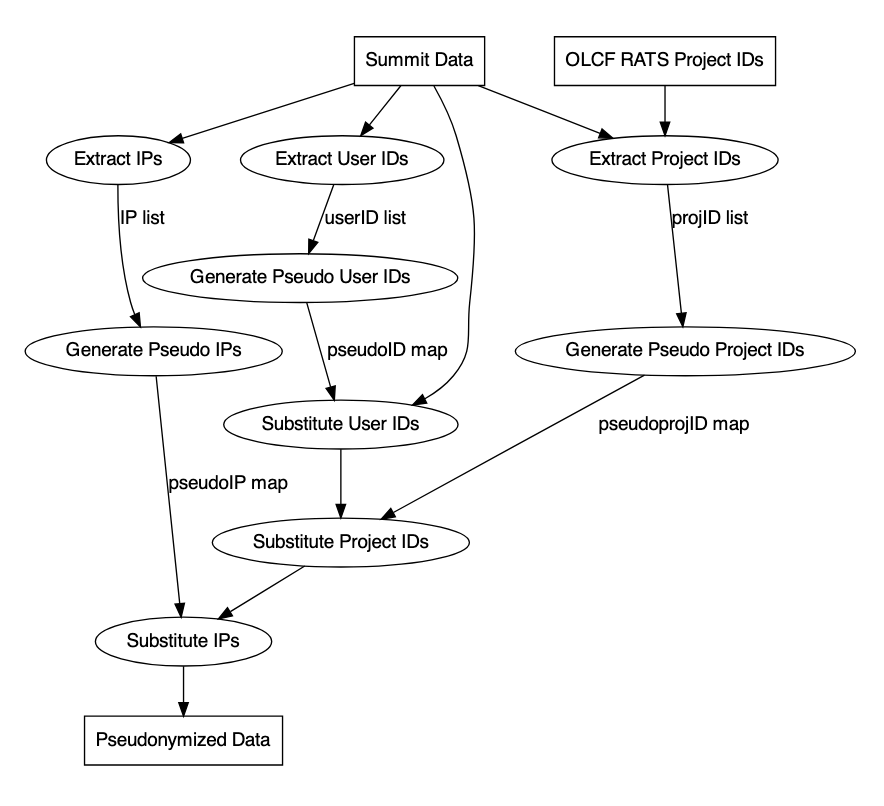 Summit Data
OLCF RATS Project IDs
Extract IPs
Extract User IDs
Extract Project IDs
IP list
userID list
projID list
Generate Pseudo User IDs
Generate Pseudo IPs
pseudoID map
Generate Pseudo Project IDs
Substitute User IDs
pseudoprojID map
pseudoIP map
Substitute Project IDs
Substitute IPs
Pseudonymized Data